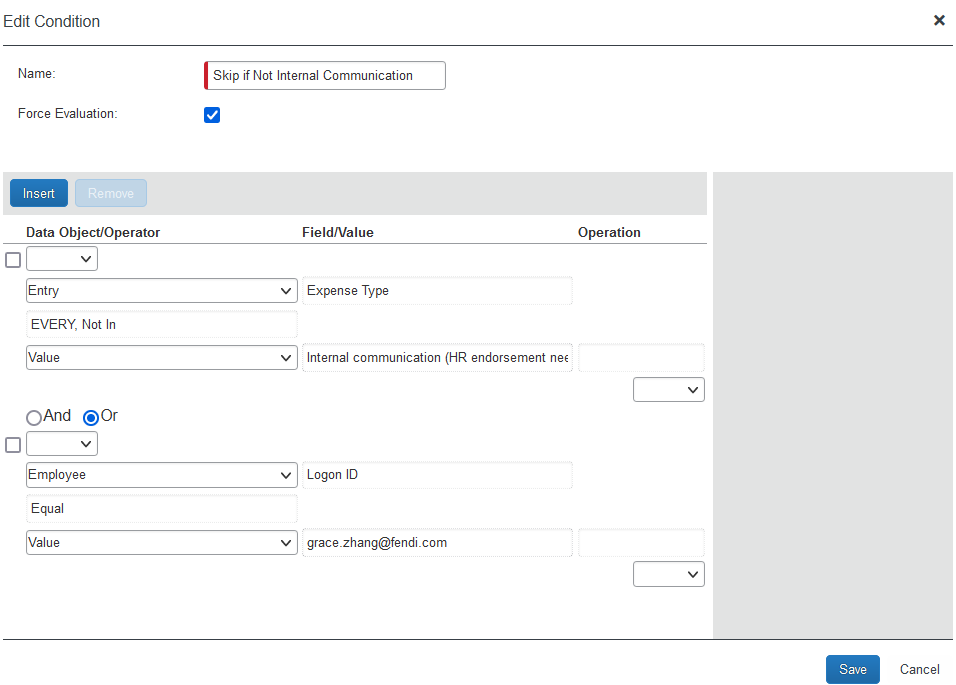 Edit Condition
Name:
Skip if Not Internal Communication
Force Evaluation:
Insert Remove
Data Object/Operator Field/Value Operation
Entry Expense Type
EVERY, Not In
Value Internal communication (HR endorsement nee
And Or
Employee Logon ID
Equal
Value grace.zhang@fendi.com
Save Cancel